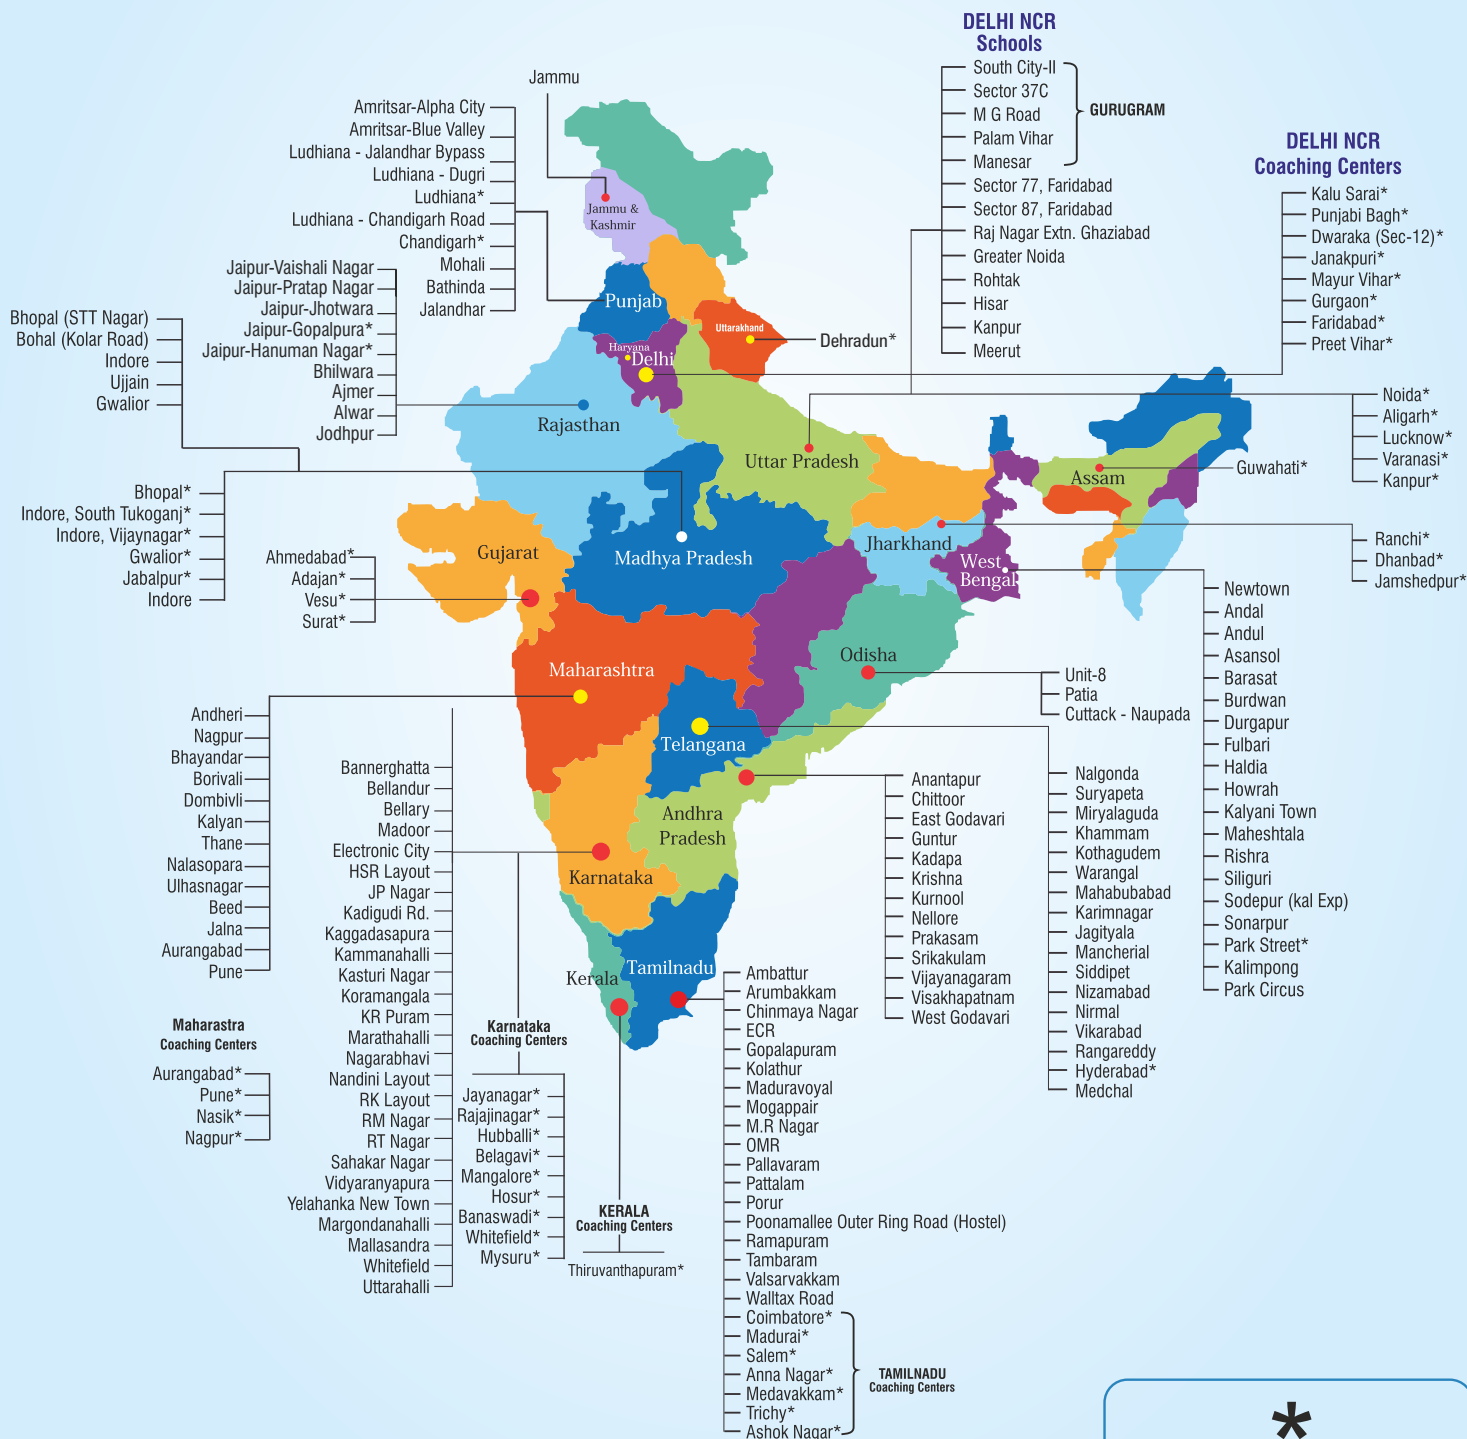 DELHI NCR
Schools
South City-II
Sector 37C
M G Road
Palam Vihar
Manesar
GURUGRAM
Sector 77, Faridabad
Sector 87, Faridabad
Raj Nagar Extn. Ghaziabad
Greater Noida
Rohtak
Hisar
Kanpur
Meerut
DELHI NCR
Coaching Centers
Kalu Sarai*
Punjabi Bagh*
Dwaraka (Sec-12)*
Janakpuri*
Mayur Vihar*
Gurgaon*
Faridabad*
Preet Vihar*
Jammu
Amritsar-Alpha City
Amritsar-Blue Valley
Ludhiana - Jalandhar Bypass
Ludhiana - Dugri
Ludhiana*
Ludhiana - Chandigarh Road
Chandigarh*
Mohali
Bathinda
Jalandhar
Jaipur-Vaishali Nagar
Jaipur-Pratap Nagar
Jaipur-Jhotwara
Jaipur-Gopalpura*
Jaipur-Hanuman Nagar*
Bhilwara
Ajmer
Alwar
Jodhpur
Bhopal (STT Nagar)
Bohal (Kolar Road)
Indore
Ujjain
Gwalior
Bhopal*
Indore, South Tukoganj*
Indore, Vijaynagar*
Gwalior*
Jabalpur*
Indore
Ahmedabad*
Adajan*
Vesu*
Surat*
Jammu &
Kashmir
Punjab
Uttarakhand
Haryana
Delhi
Rajasthan
Uttar Pradesh
Assam
Gujarat
Madhya Pradesh
Jharkhand
West
Bengal
Maharashtra
Odisha
Telangana
Andhra
Pradesh
Karnataka
Kerala
Tamilnadu
Dehradun*
Noida*
Aligarh*
Lucknow*
Varanasi*
Kanpur*
Guwahati*
Ranchi*
Dhanbad*
Jamshedpur*
Newtown
Andal
Andul
Asansol
Barasat
Burdwan
Durgapur
Fulbari
Haldia
Howrah
Kalyani Town
Maheshtala
Rishra
Siliguri
Sodepur (kal Exp)
Sonarpur
Park Street*
Kalimpong
Park Circus
Unit-8
Patia
Cuttack - Naupada
Nalgonda
Suryapeta
Miryalaguda
Khammam
Kothagudem
Warangal
Mahabubabad
Karimnagar
Jagityala
Mancherial
Siddipet
Nizamabad
Nirmal
Vikarabad
Rangareddy
Hyderabad*
Medchal
Anantapur
Chittoor
East Godavari
Guntur
Kadapa
Krishna
Kurnool
Nellore
Prakasam
Srikakulam
Vijayanagaram
Visakhapatnam
West Godavari
Andheri
Nagpur
Bhayandar
Borivali
Dombivli
Kalyan
Thane
Nalasopara
Ulhasnagar
Beed
Jalna
Aurangabad
Pune
Maharastra
Coaching Centers
Aurangabad*
Pune*
Nasik*
Nagpur*
Bannerghatta
Bellandur
Bellary
Madoor
Electronic City
HSR Layout
JP Nagar
Kadigudi Rd.
Kaggadasapura
Kammanahalli
Kasturi Nagar
Koramangala
KR Puram
Marathahalli
Nagarabhavi
Nandini Layout
RK Layout
RM Nagar
RT Nagar
Sahakar Nagar
Vidyaranyapura
Yelahanka New Town
Margondanahalli
Mallasandra
Whitefield
Uttarahalli
Karnataka
Coaching Centers
Jayanagar*
Rajajinagar*
Hubballi*
Belagavi*
Mangalore*
Hosur*
Banaswadi*
Whitefield*
Mysuru*
KERALA
Coaching Centers
Thiruvanthapuram*
Ambattur
Arumbakkam
Chinmaya Nagar
ECR
Gopalapuram
Kolathur
Maduravoyal
Mogappair
M.R Nagar
OMR
Pallavaram
Pattalam
Porur
Poonamallee Outer Ring Road (Hostel)
Ramapuram
Tambaram
Valsarvakkam
Walltax Road
Coimbatore*
Madurai*
Salem*
Anna Nagar*
Medavakkam*
Trichy*
Ashok Nagar*
TAMILNADU
Coaching Centers
*